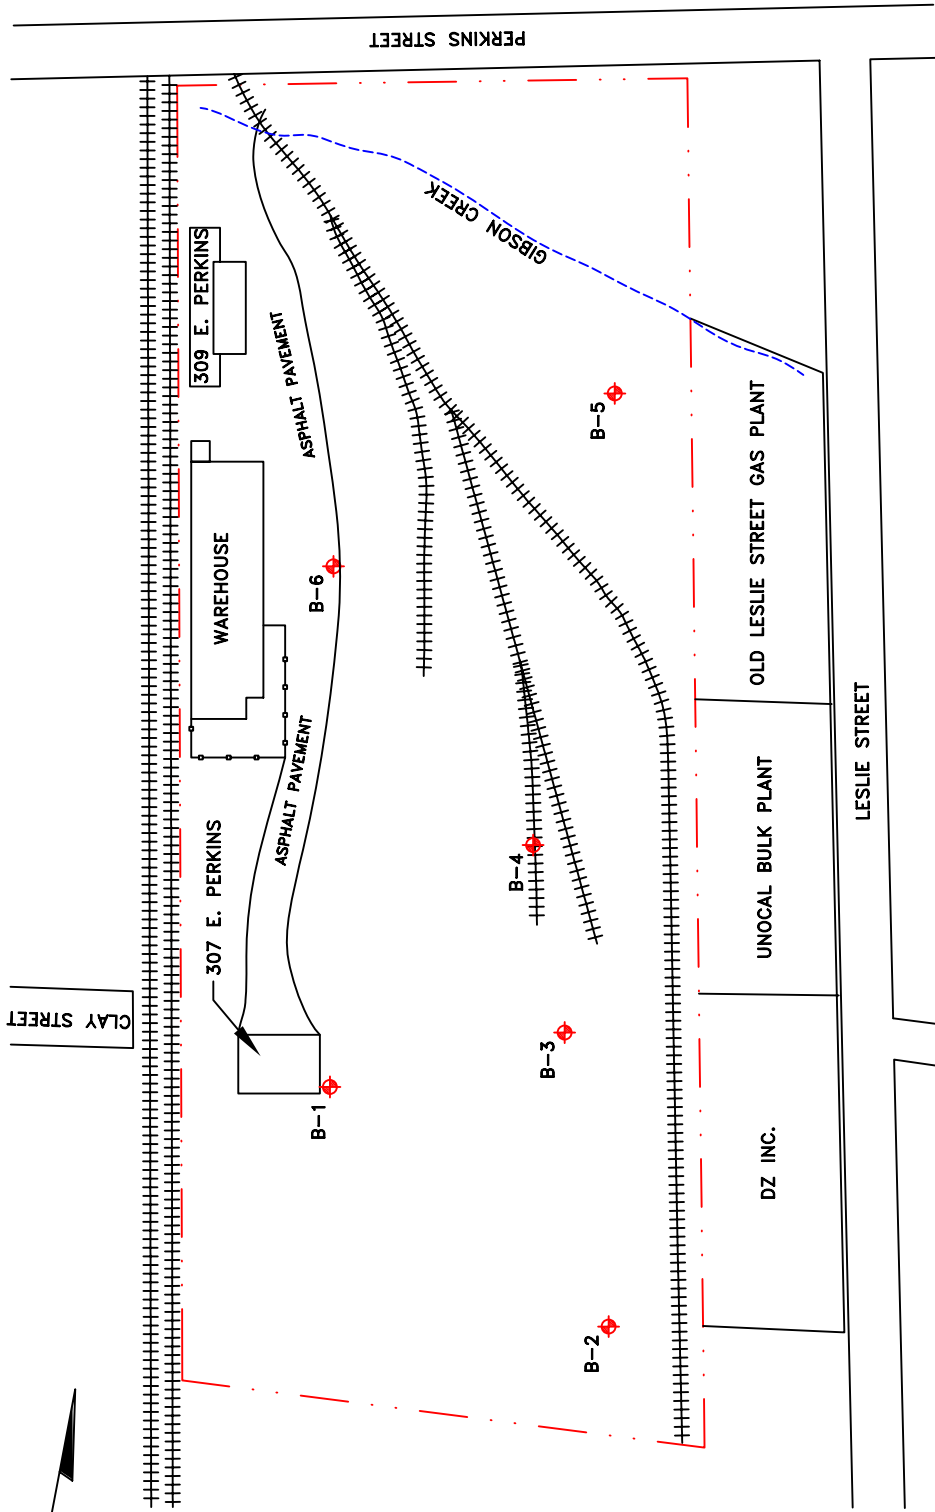 PERKINS STREET
GIBSON CREEK
309 E. PERKINS
ASPHALT PAVEMENT
B-5
OLD LESLIE STREET GAS PLANT
WAREHOUSE
B-6
ASPHALT PAVEMENT
LESLIE STREET
307 E. PERKINS
B-4
UNOCAL BULK PLANT
CLAY STREET
B-3
B-1
DZ INC.
B-2